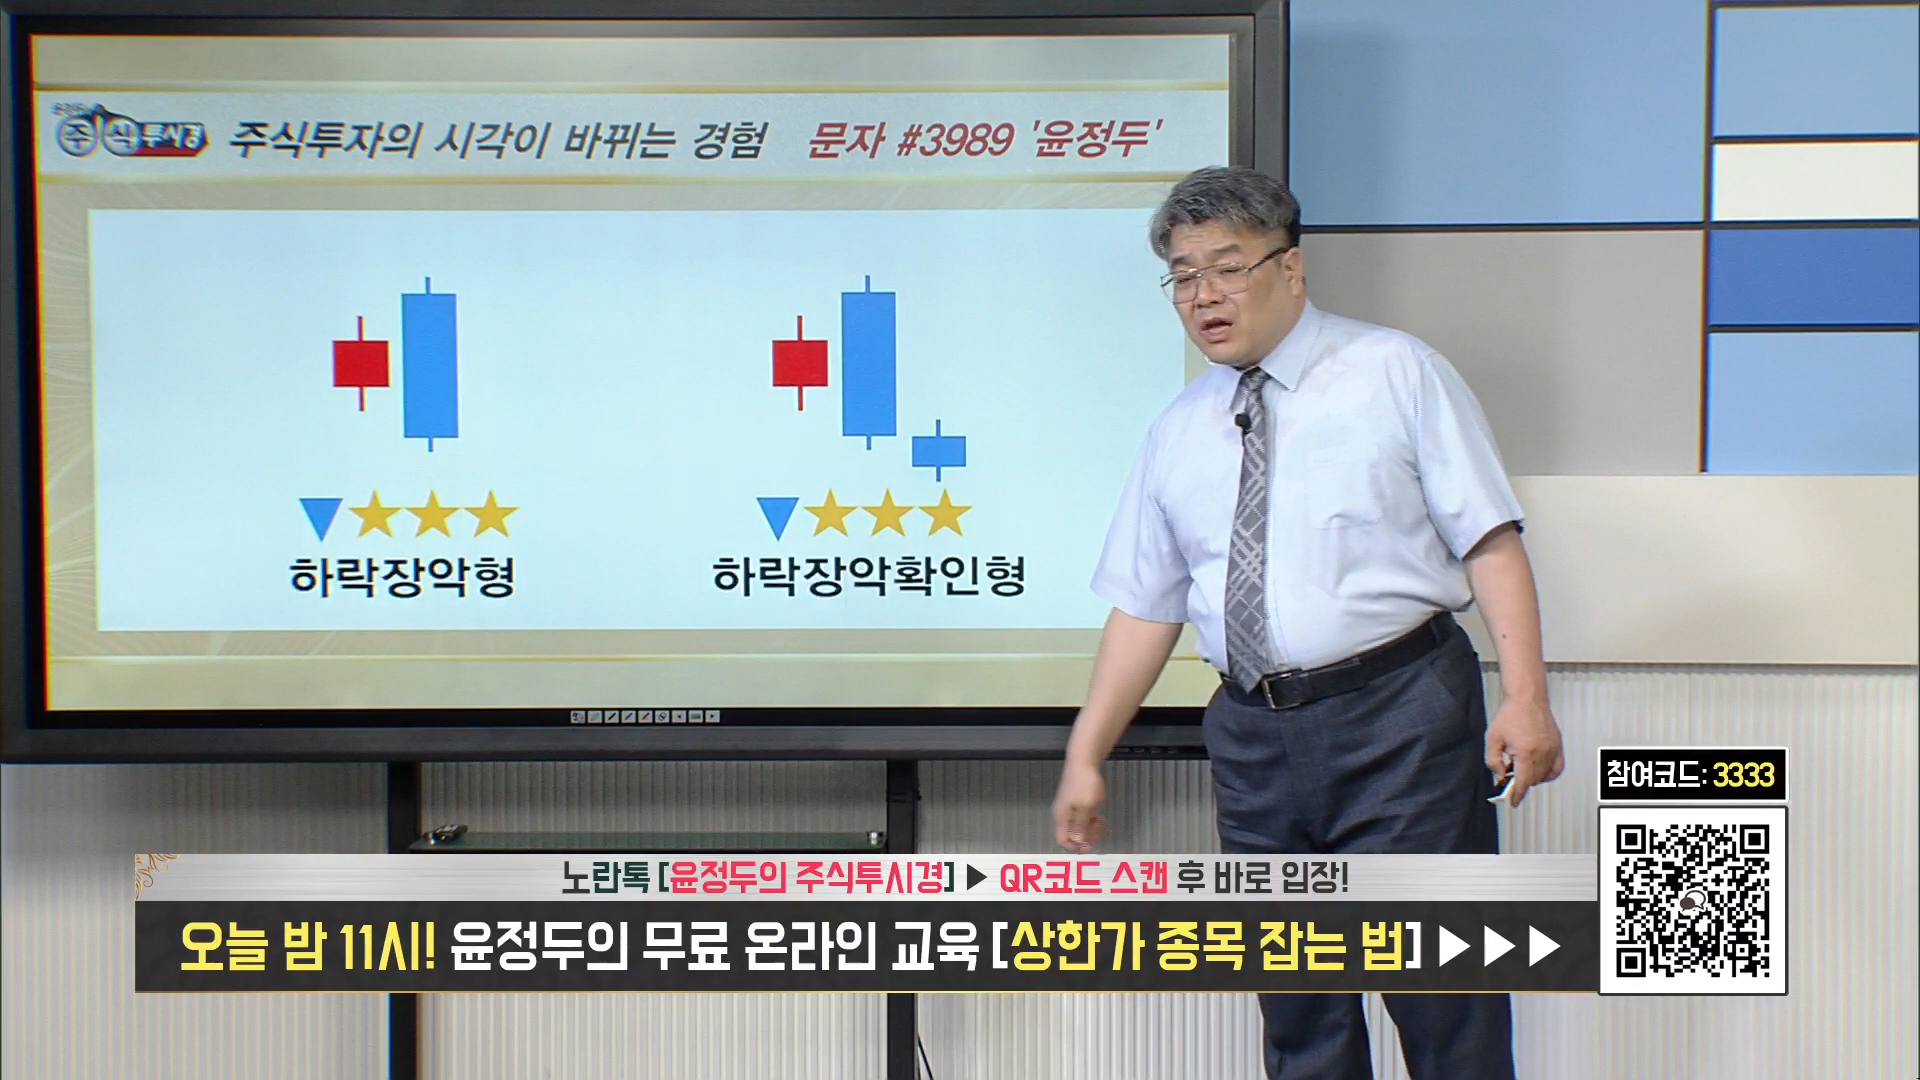 주식투시경
주식투자의 시각이 바뀌는 경험 문자 #3989 '윤정두'
하락장악형
하락장악확인형
참여코드: 3333
노란톡 [윤정두의 주식투시경] ▶ QR코드 스캔 후 바로 입장!
오늘 밤 11시! 윤정두의 무료 온라인 교육 [상한가 종목 잡는 법] ▶▶▶